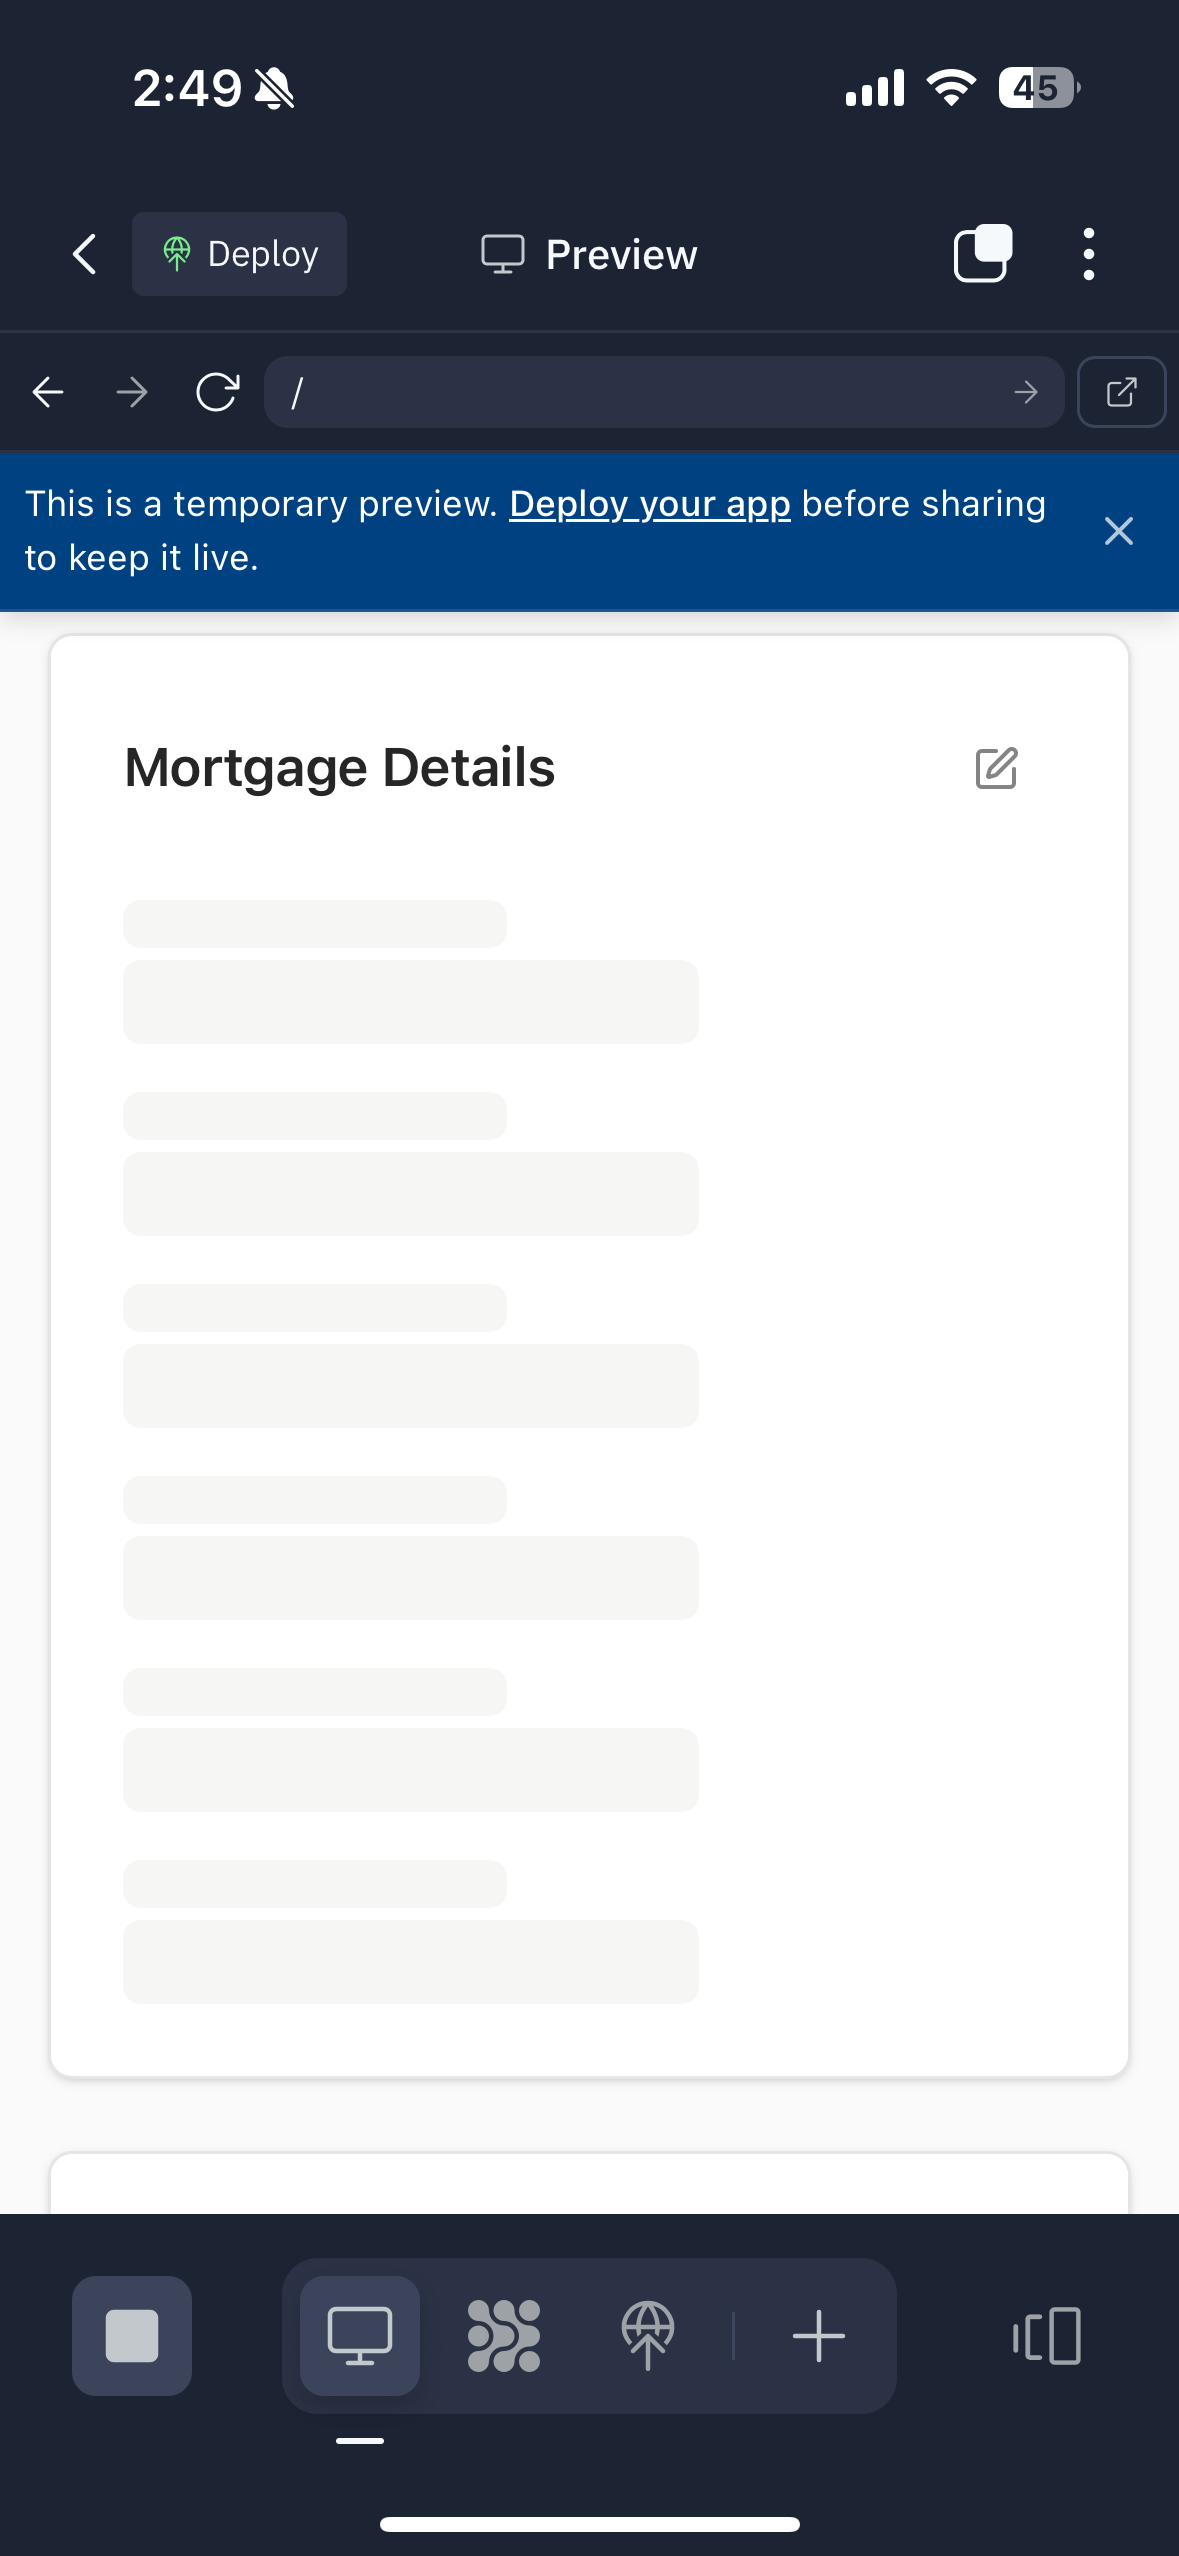 2:49
45
Deploy
Preview
/
This is a temporary preview. Deploy your app before sharing
to keep it live.
Mortgage Details